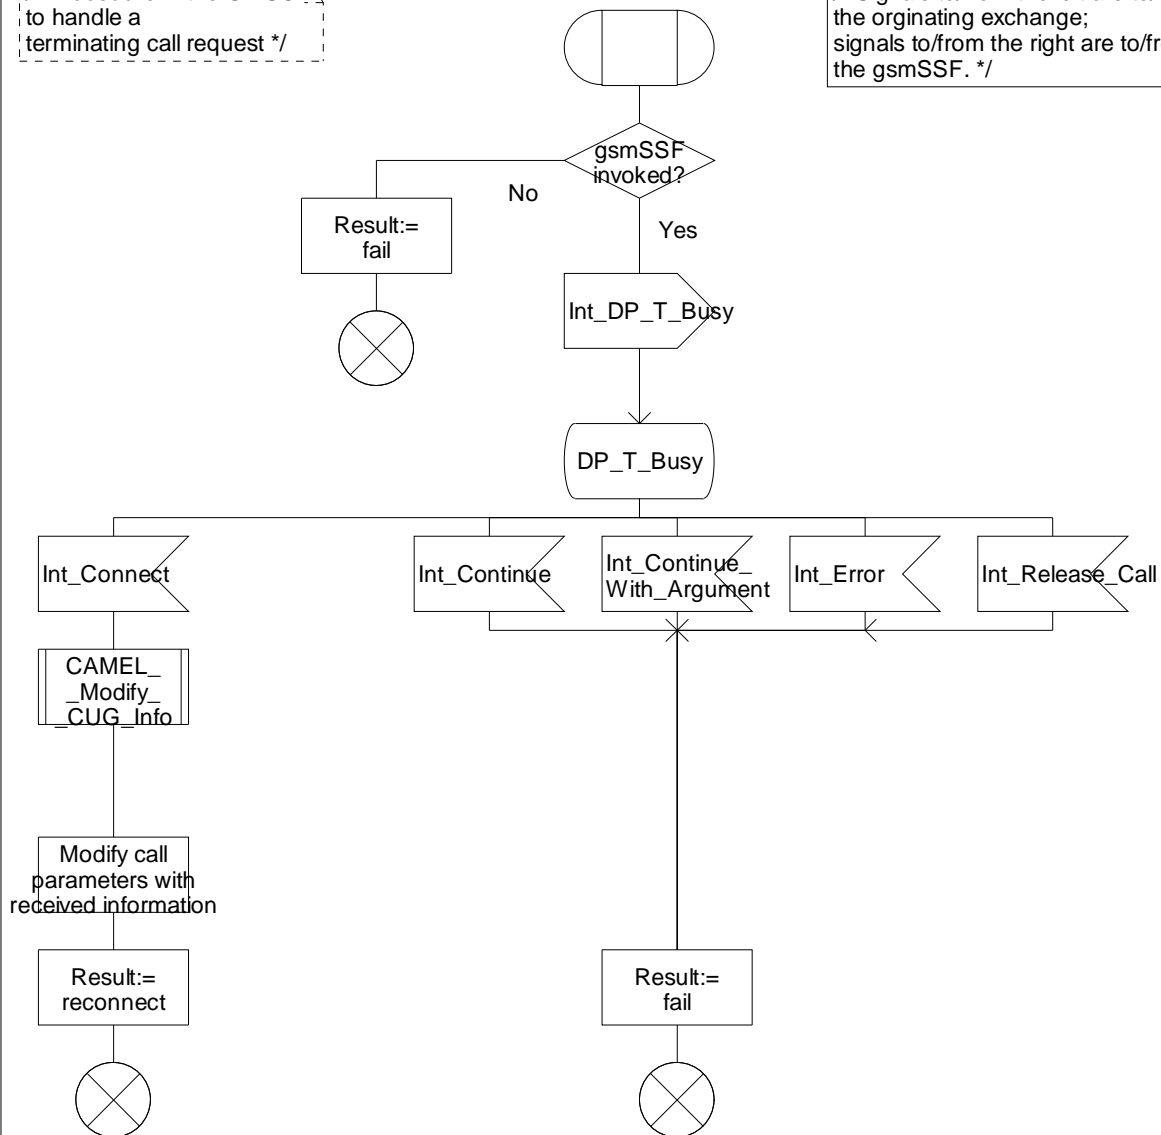 to handle a
terminating call request */
the orginating exchange;
signals to/from the right are to/fr
the gsmSSF. */
gsmSSF
invoked?
No
Yes
Result:=
fail
Int_DP_T_Busy
DP_T_Busy
Int_Connect
Int_Continue
Int_Continue_
With_Argument
Int_Error
Int_Release_Call
CAMEL_
_Modify_
_CUG_Info
Modify call
parameters with
received information
Result:=
reconnect
Result:=
fail